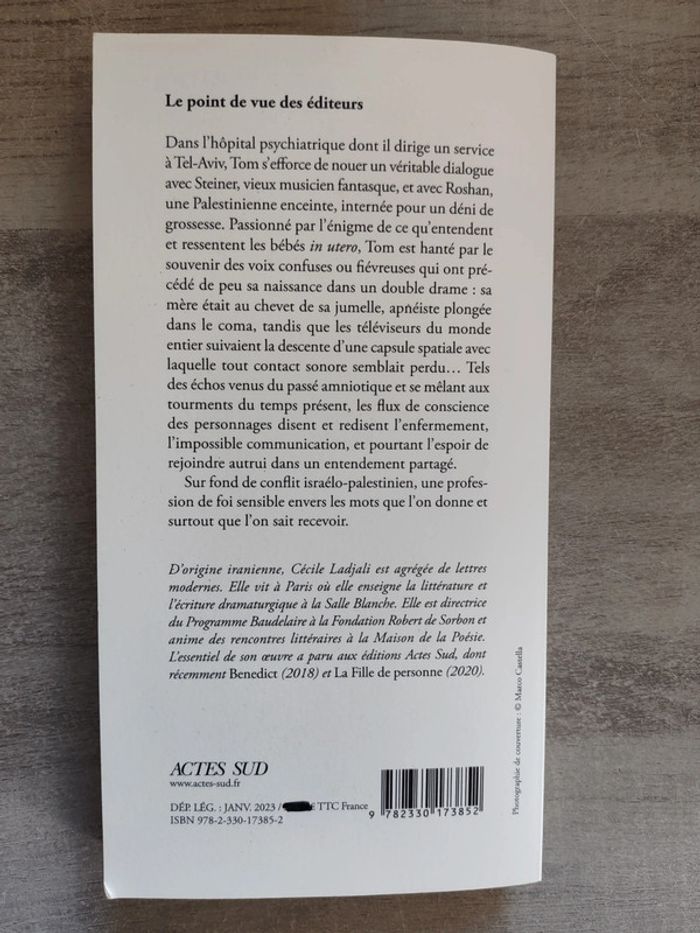 Le point de vue des éditeurs
Dans l'hôpital psychiatrique dont il dirige un service
à Tel-Aviv, Tom s'efforce de nouer un véritable dialogue
avec Steiner, vieux musicien fantasque, et avec Roshan,
une Palestinienne enceinte, internée pour un déni de
grossesse. Passionné par l'énigme de ce qu'entendent
et ressentent les bébés in utero, Tom est hanté par le
souvenir des voix confuses ou fiévreuses qui ont pré-
cédé de peu sa naissance dans un double drame : sa
mère était au chevet de sa jumelle, apnéiste plongée
dans le coma, tandis que les téléviseurs du monde
entier suivaient la descente d'une capsule spatiale avec
laquelle tout contact sonore semblait perdu… Tels
des échos venus du passé amniotique et se mêlant aux
tourments du temps présent, les flux de conscience
des personnages disent et redisent l'enfermement,
l'impossible communication, et pourtant l'espoir de
rejoindre autrui dans un entendement partagé.
Sur fond de conflit israélo-palestinien, une profes-
sion de foi sensible envers les mots que l'on donne et
surtout que l'on sait recevoir.
D'origine iranienne, Cécile Ladjali est agrégée de lettres
modernes. Elle vit à Paris où elle enseigne la littérature et
l'écriture dramaturgique à la Salle Blanche. Elle est directrice
du Programme Baudelaire à la Fondation Robert de Sorbon et
anime des rencontres littéraires à la Maison de la Poésie.
L'essentiel de son œuvre a paru aux éditions Actes Sud, dont
récemment Benedict (2018) et La Fille de personne (2020).
Photographie de couverture : © Marco Castella
ACTES SUD
www.actes-sud.fr
DÉP. LÉG. : JANV. 2023 / € TTC France
ISBN 978-2-330-17385-2
9 782330 173852